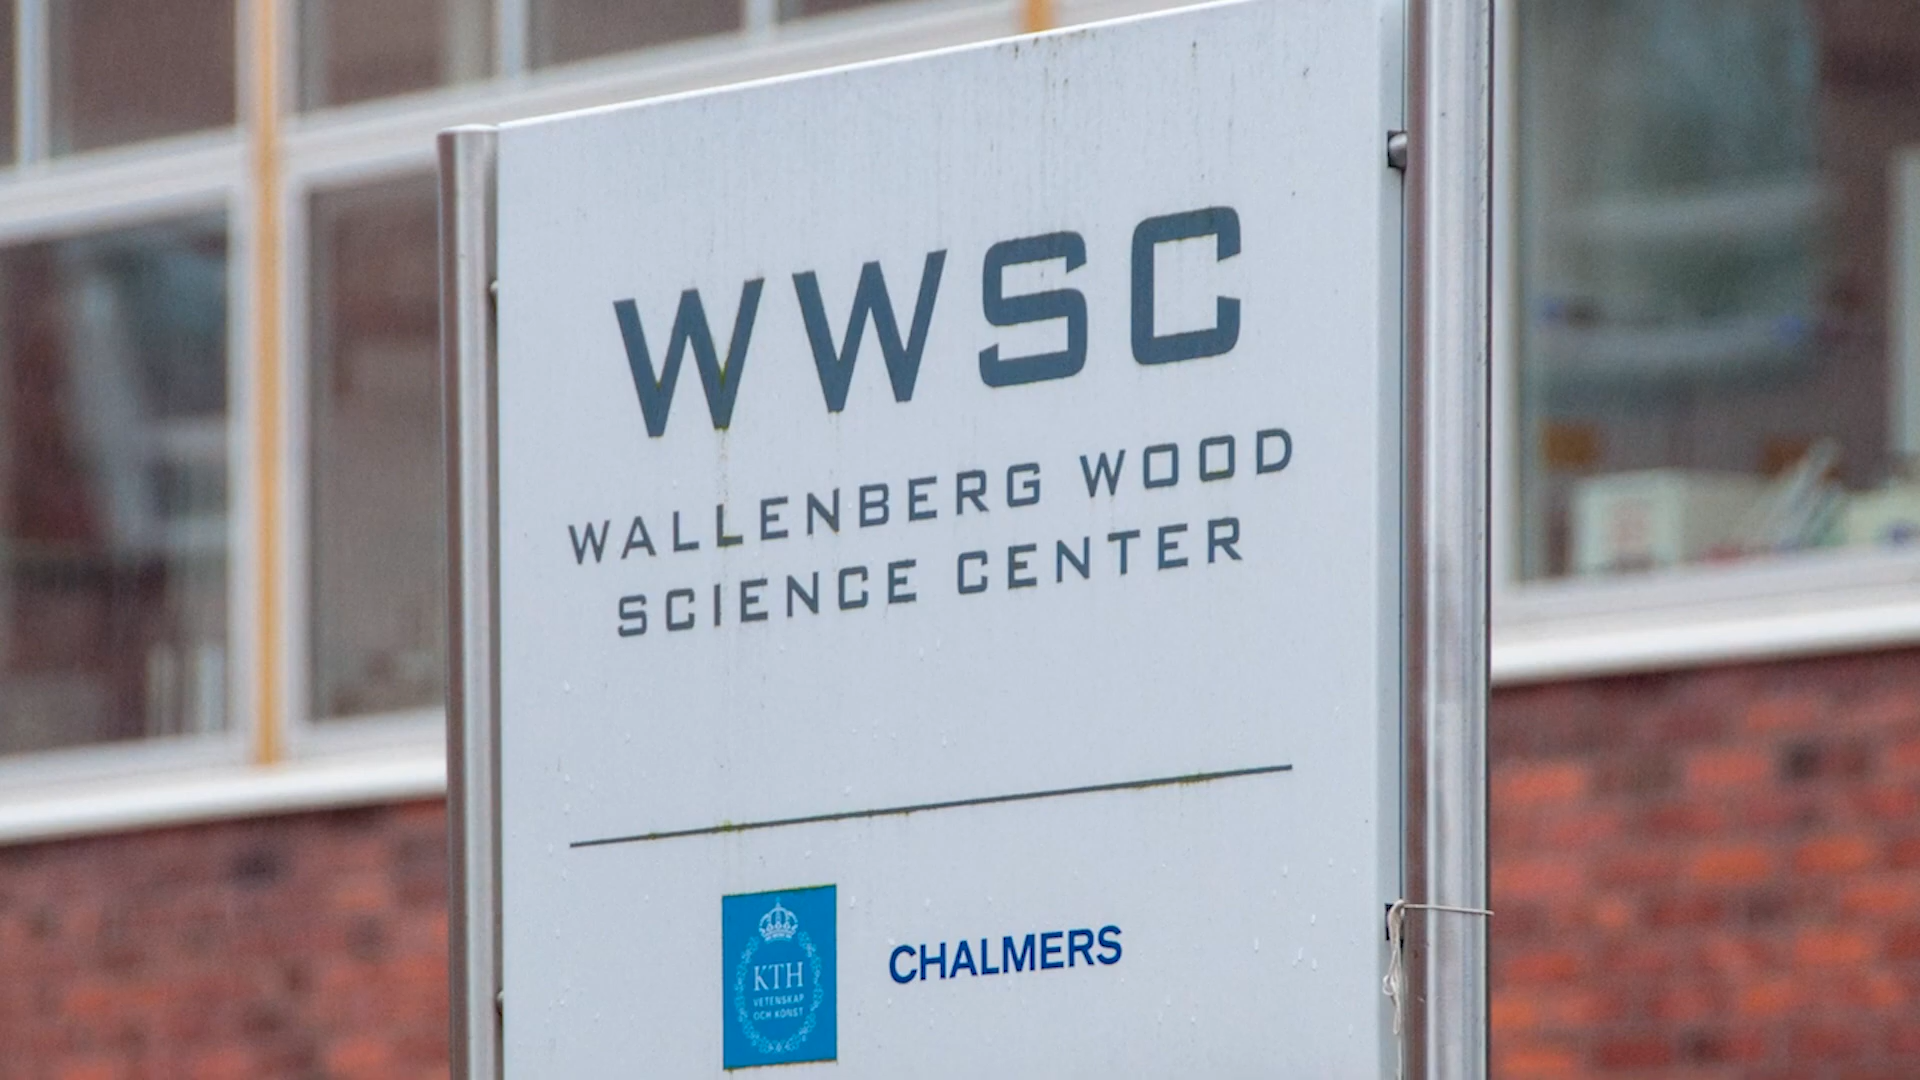 WWSC
WALLENBERG WOOD
SCIENCE CENTER
KTH
VETENSKAP
OCH KONST
CHALMERS